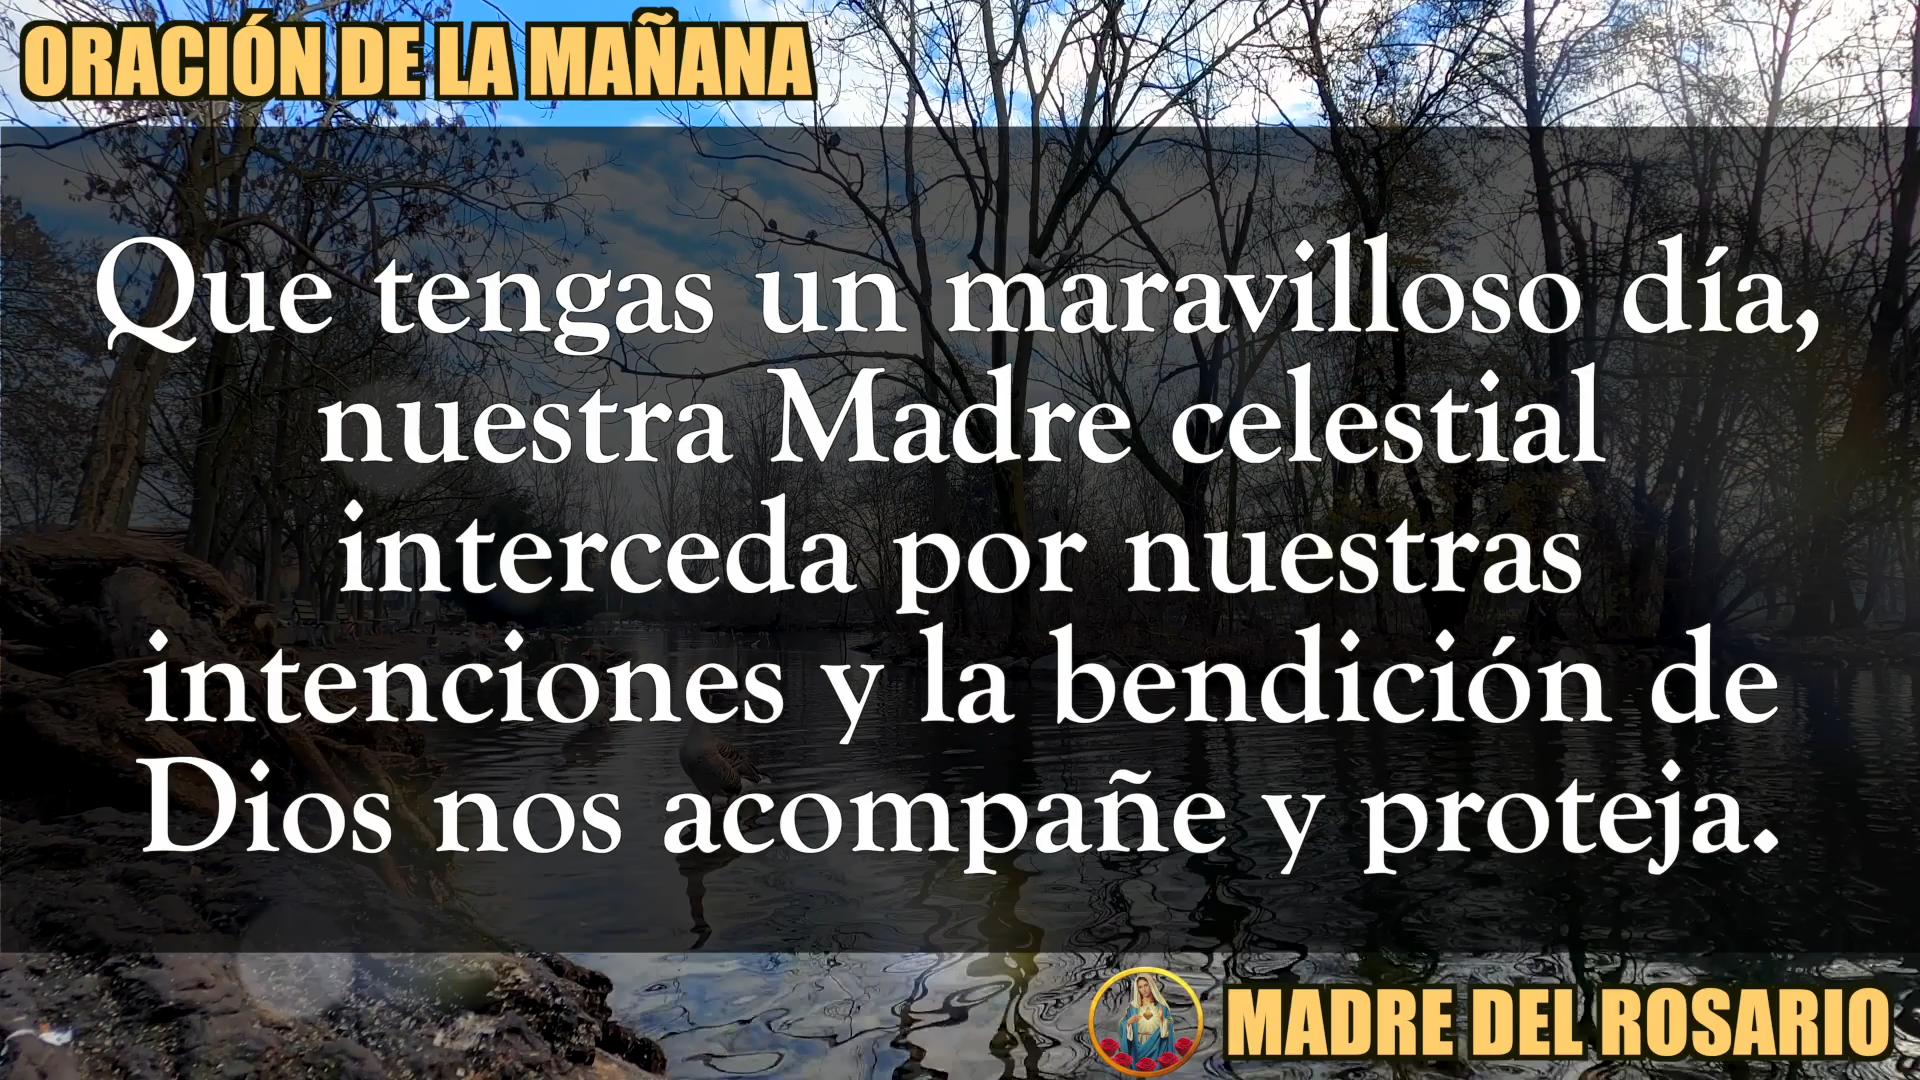 ORACIÓN DE LA MAÑANA
Que tengas un maravilloso día,
nuestra Madre celestial
interceda por nuestras
intenciones y la bendición de
Dios nos acompañe y proteja.
MADRE DEL ROSARIO